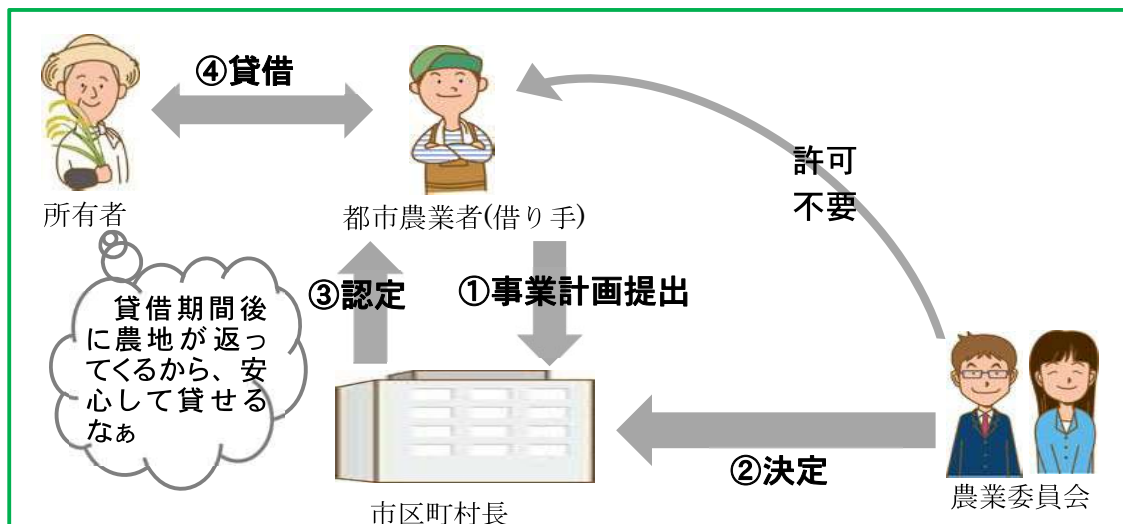 ④貸借
許可
不要
所有者
都市農業者(借り手)
③認定
①事業計画提出
貸借期間後
に農地が返っ
てくるから、安
心して貸せる
なぁ
②決定
農業委員会
市区町村長